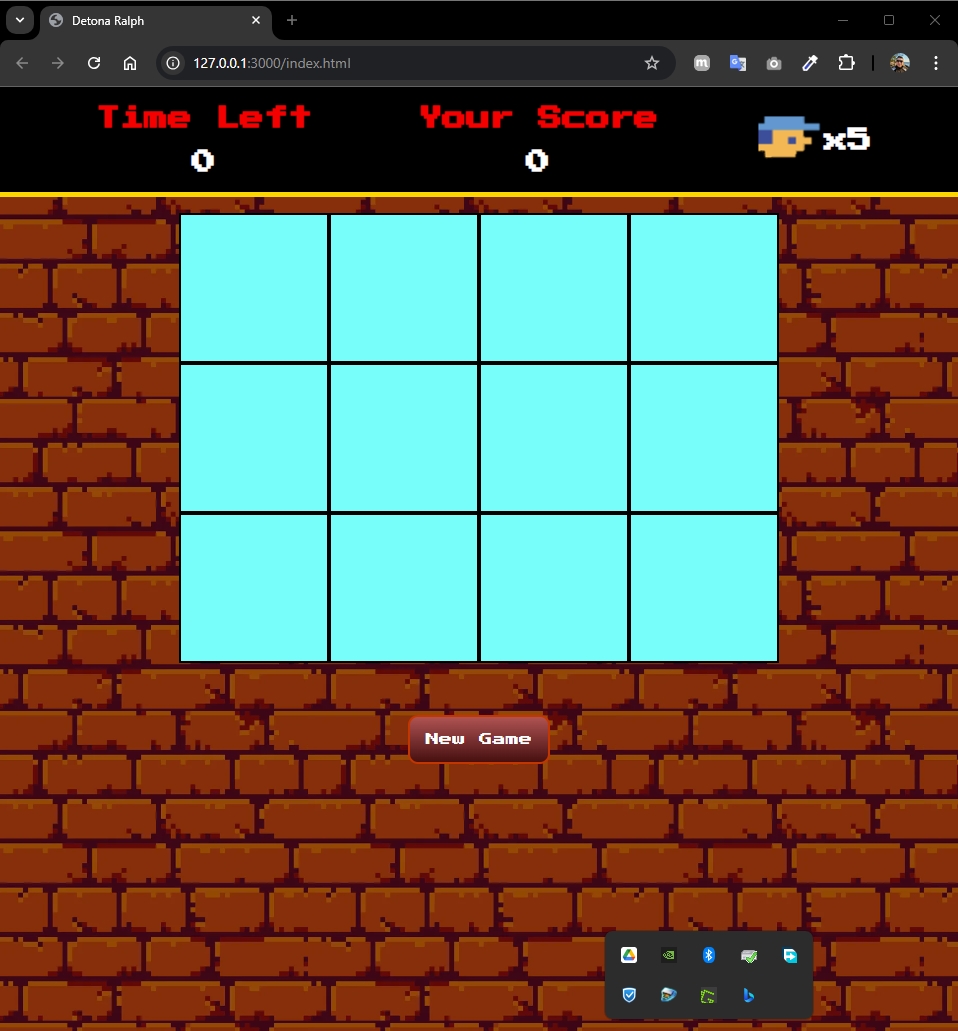 Detona Ralph
127.0.0.1:3000/index.html
Time Left
Your Score
0
0
x5
New Game